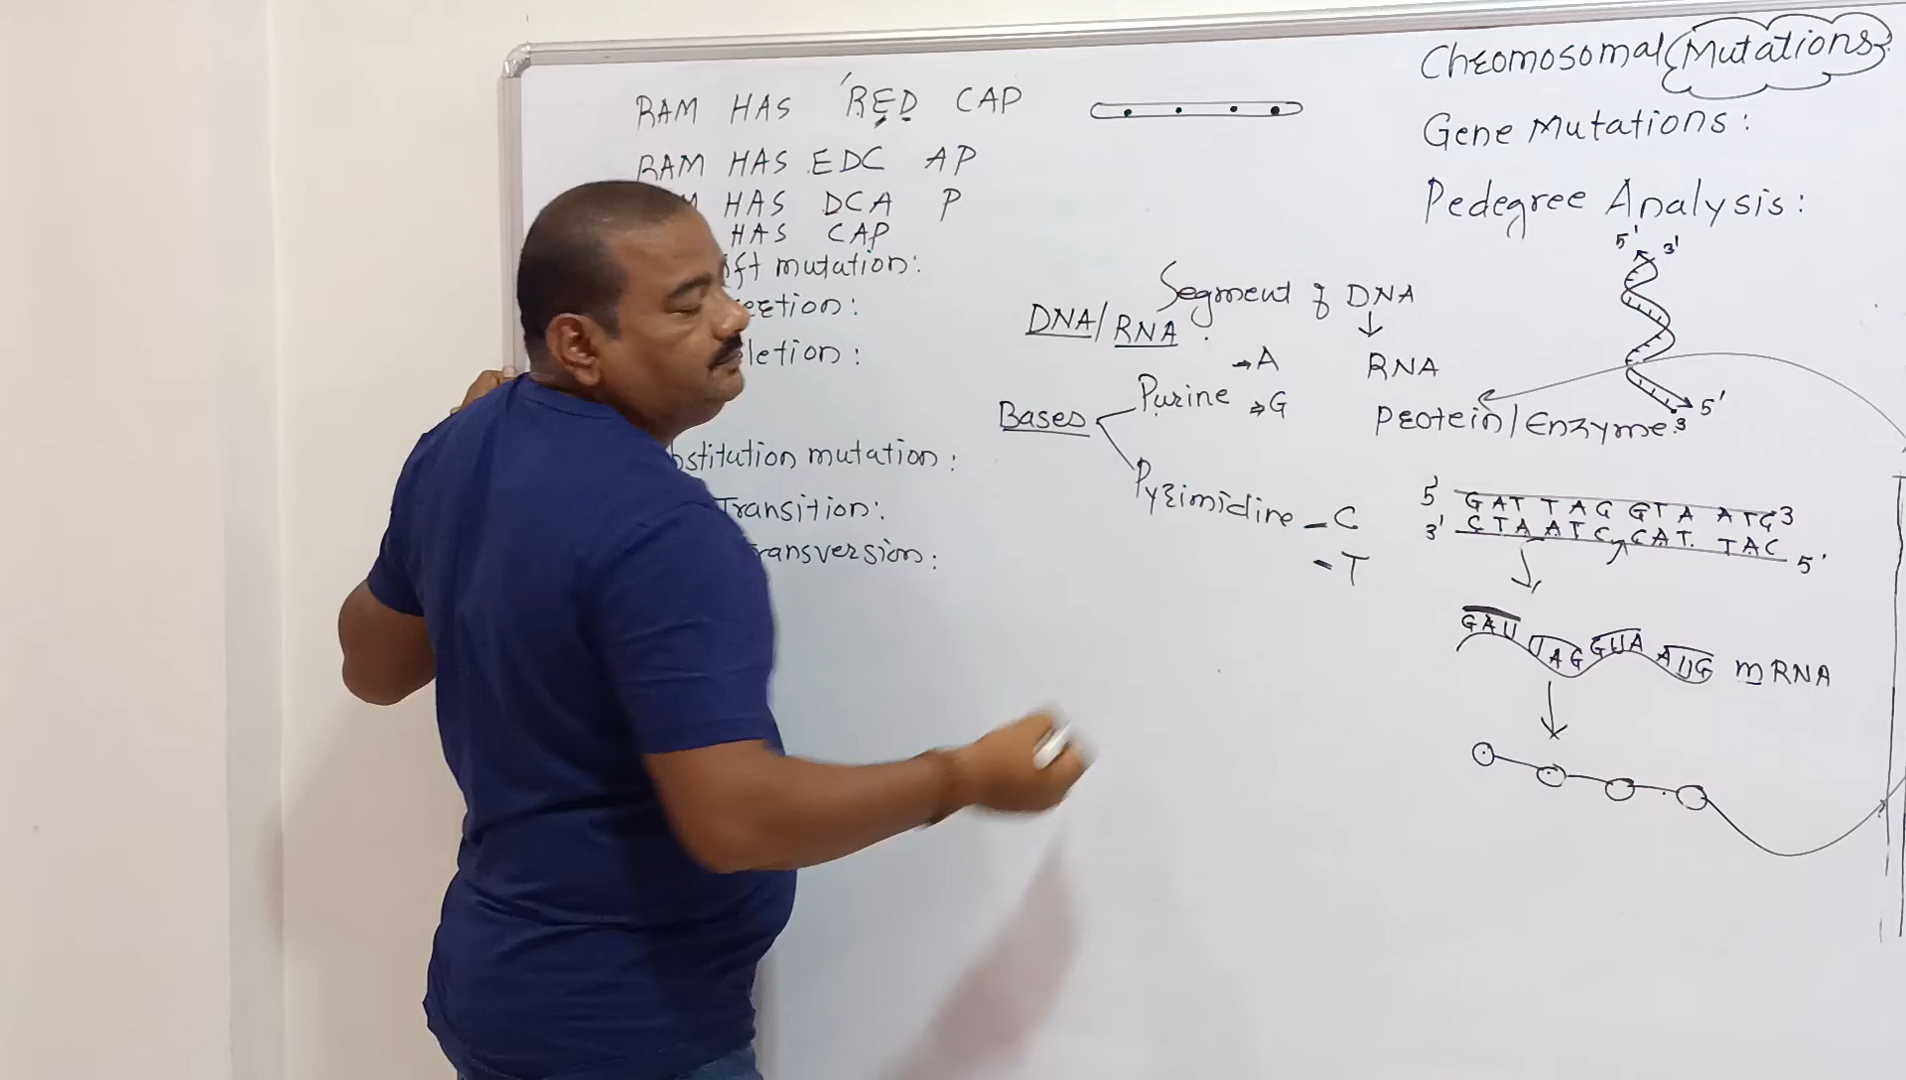 RAM HAS RED CAP
RAM HAS EDC AP
HAS DCA P
HAS CAP
mutation:
mutation:
Transition:
Chromosomal Mutations
Gene Mutations:
Pedegree Analysis:
5' 3'
Segment of DNA
DNA/RNA
RNA
Protein/Enzyme
5'
3
Bases
Purine
A
G
Pyrimidine - C
- T
5' GAT TAG GTA ATG 3
3' CTA ATC CAT TAC 5'
GAU UAG GUA AUG mRNA